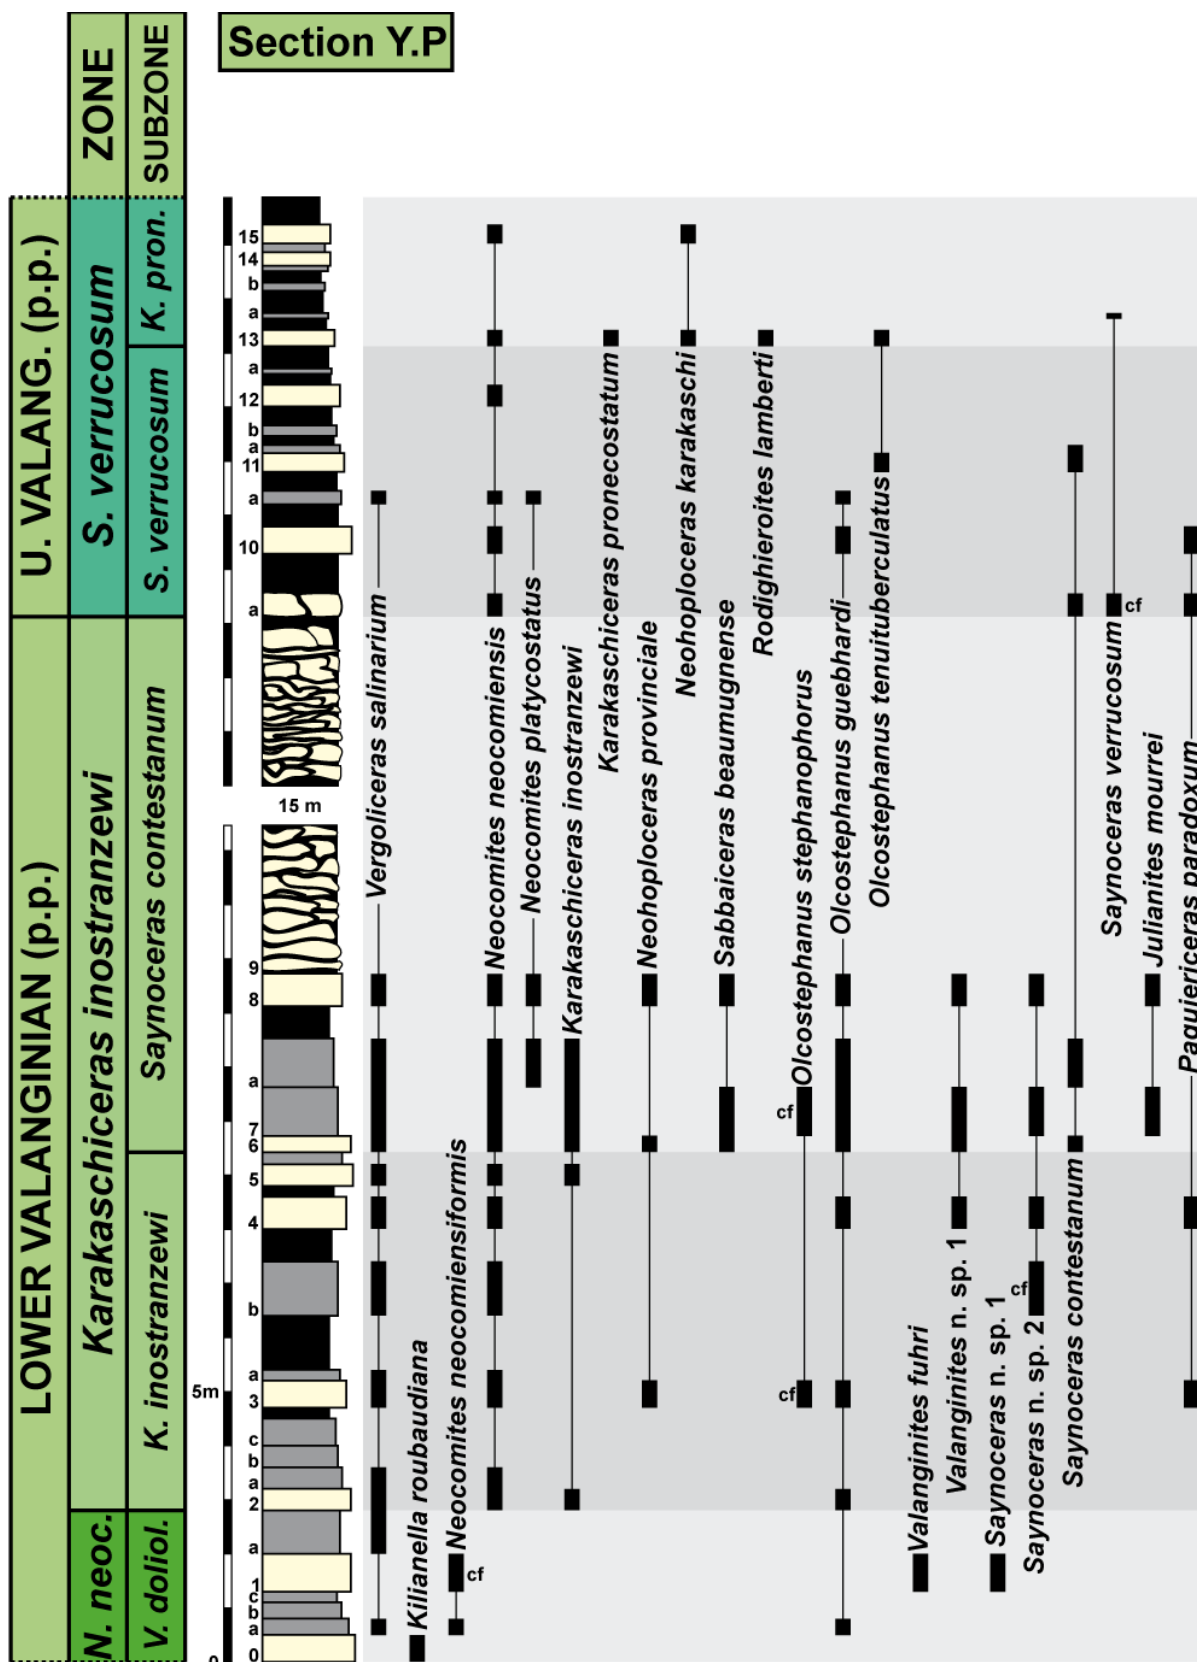 Section Y.P
ZONE
SUBZONE
U. VALANG. (p.p.)
LOWER VALANGINIAN (p.p.)
S. verrucosum
Karakaschiceras inostranzewi
N. neoc.
K. pron.
S. verrucosum
Saynoceras contestanum
K. inostranzewi
V. doliol.
15
14
b
a
13
a
12
b
a
11
a
10
a
15 m
9
8
a
7
6
5
4
b
a
5m
3
c
b
a
2
a
1
c
b
a
0
0
Vergoliceras salinarium
Kilianella roubaudiana
Neocomites neocomiensiformis
cf
Neocomites neocomiensis
Neocomites platycostatus
Karakaschiceras inostranzewi
Karakaschiceras pronecostatum
Neohoploceras provinciale
Neohoploceras karakaschi
Sabbaiceras beaumugnense
Rodighieroites lamberti
Olcostephanus stephanophorus
cf
cf
Olcostephanus guebhardi
Olcostephanus tenuituberculatus
Valanginites fuhri
Valanginites n. sp. 1
Saynoceras n. sp. 1
Saynoceras n. sp. 2
cf
Saynoceras contestanum
Saynoceras verrucosum
cf
Julianites mourrei
Paquiericeras paradoxum